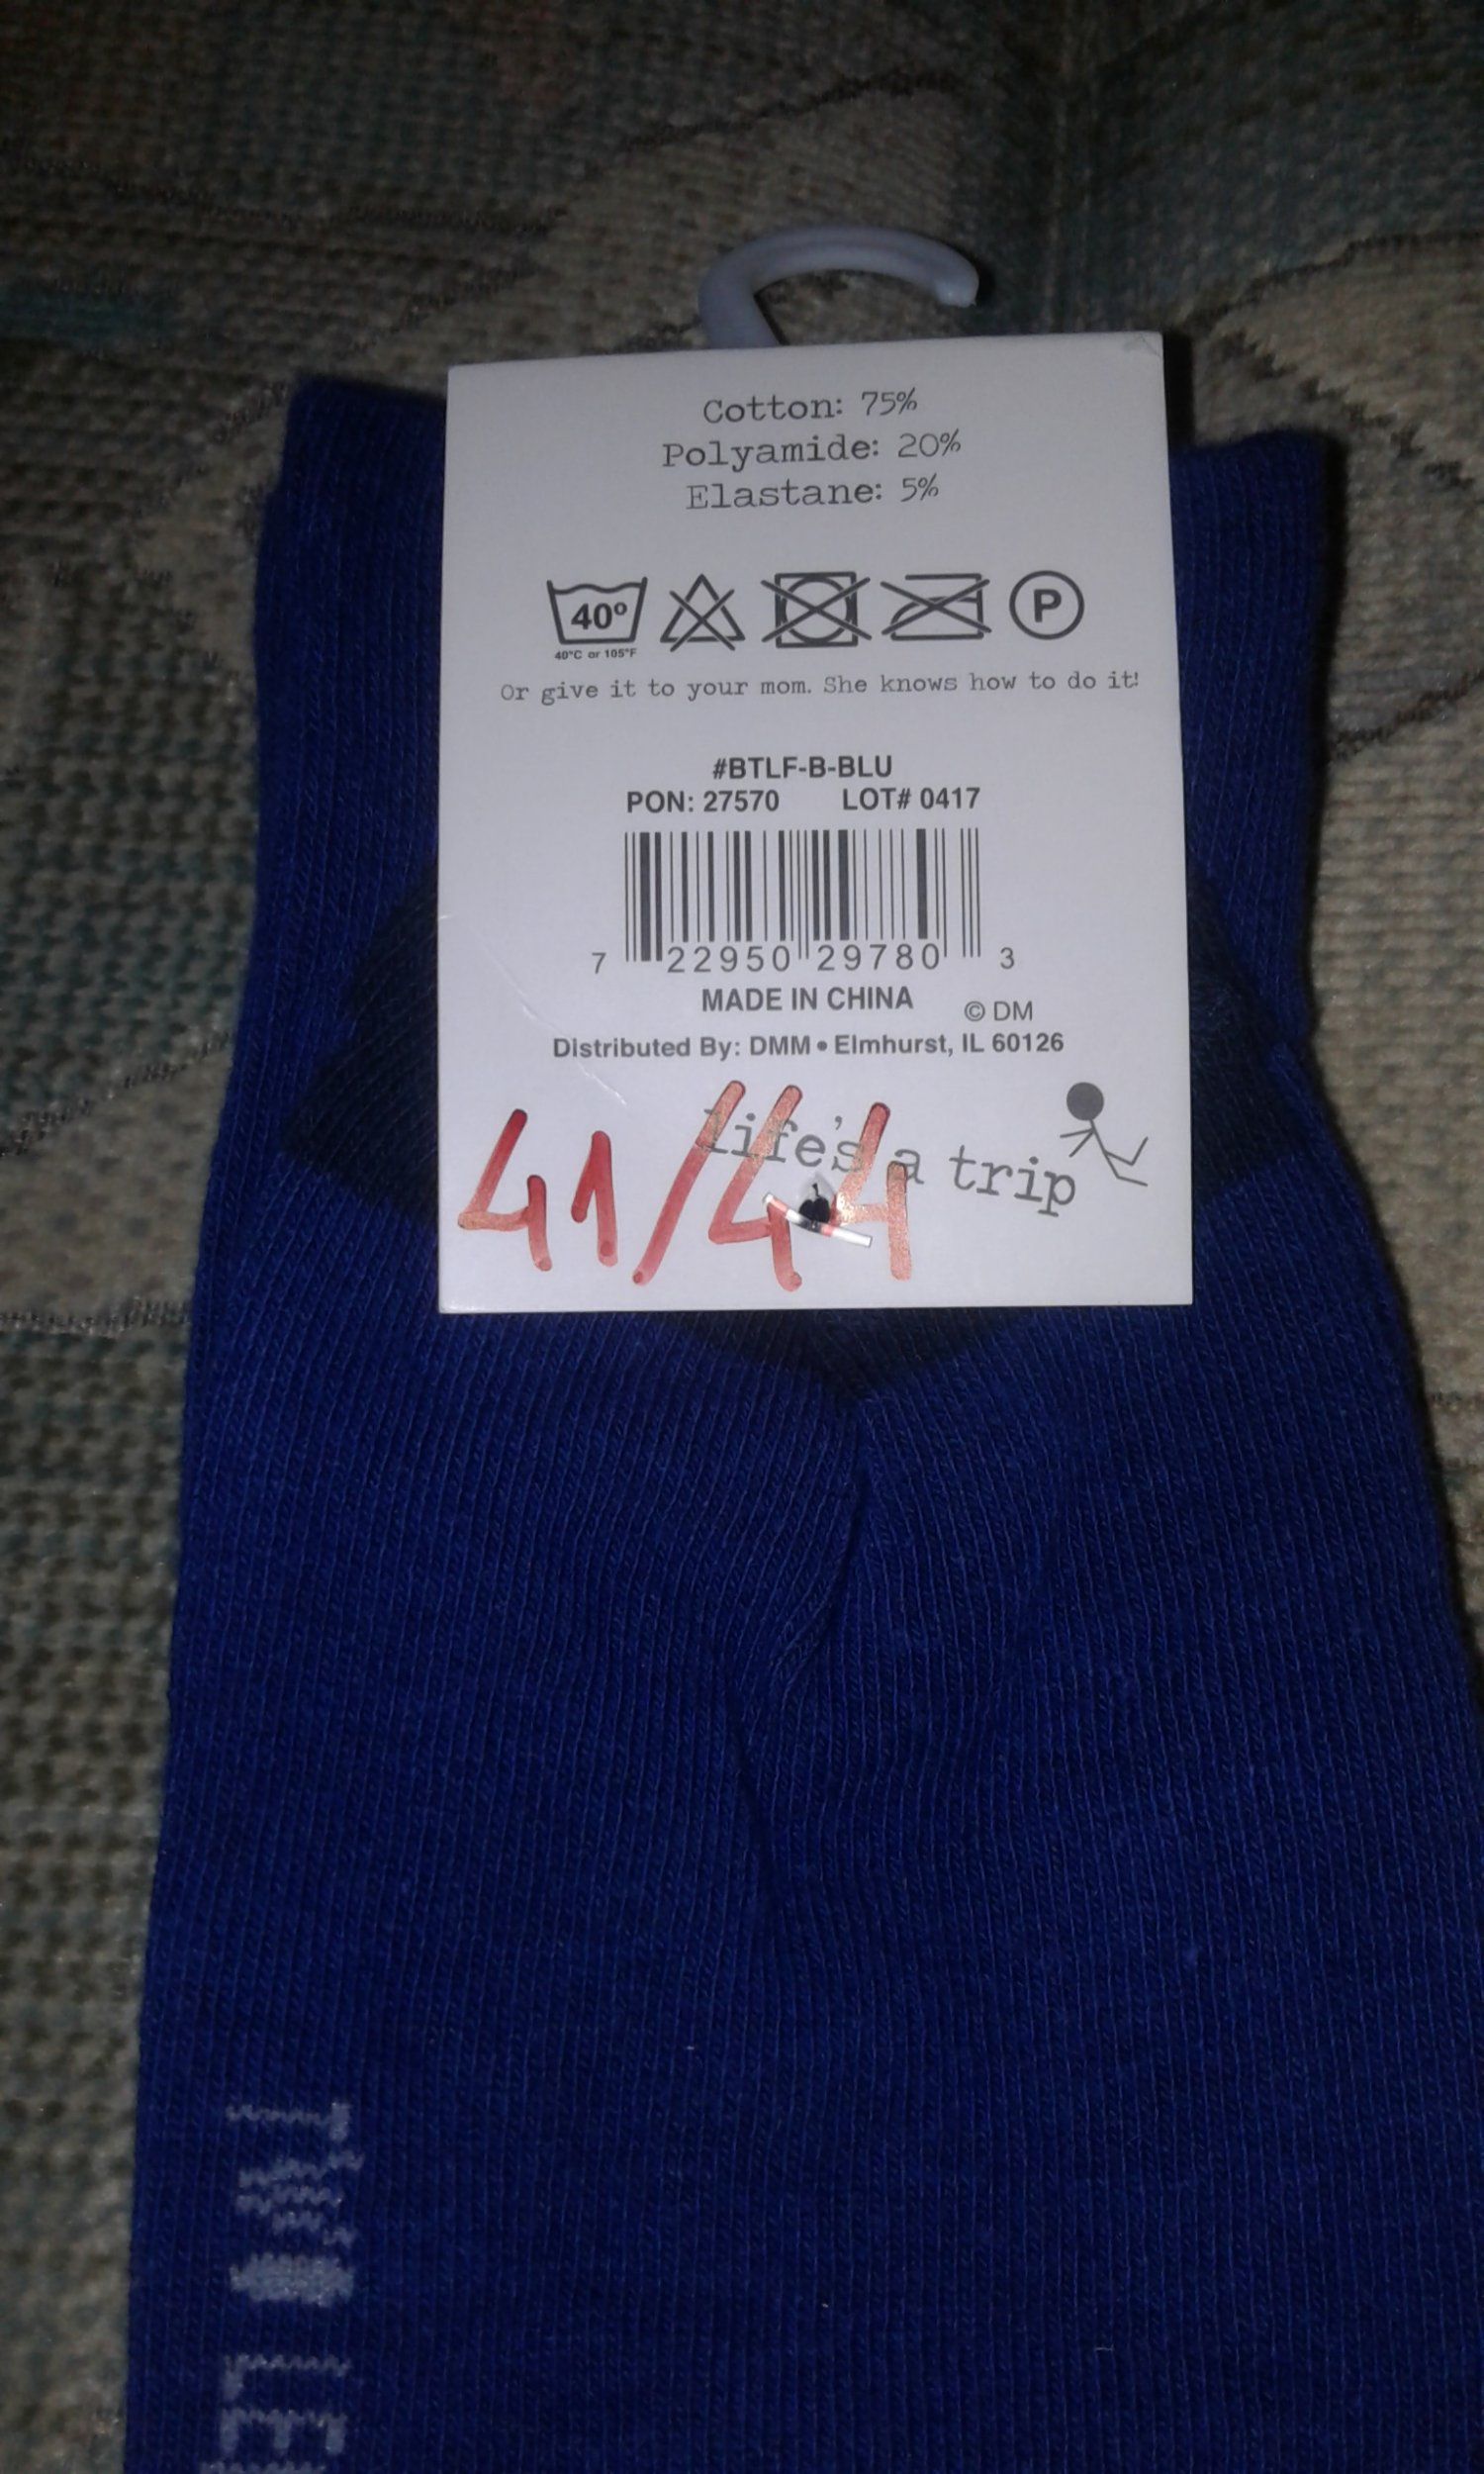 Cotton: 75%
Polyamide: 20%
Elastane: 5%
40º
P
40°C or 105°F
Or give it to your mom. She knows how to do it!
#BTLF-B-BLU
PON: 27570 LOT# 0417
7 22950 29780 3
MADE IN CHINA
© DM
Distributed By: DMM • Elmhurst, IL 60126
life's a trip
41/44